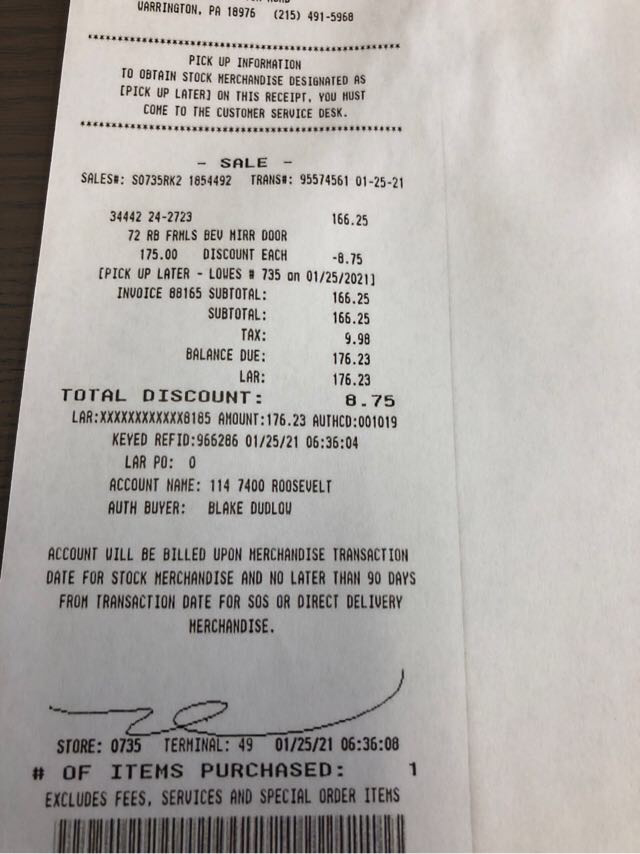 WARRINGTON, PA 18976 (215) 491-5968
******************************************
PICK UP INFORMATION
TO OBTAIN STOCK MERCHANDISE DESIGNATED AS
[PICK UP LATER] ON THIS RECEIPT, YOU MUST
COME TO THE CUSTOMER SERVICE DESK.
******************************************
- SALE -
SALES#: S0735RK2 1854492 TRANS#: 95574561 01-25-21
34442 24-2723 166.25
72 RB FRMLS BEV MIRR DOOR
175.00 DISCOUNT EACH -8.75
[PICK UP LATER - LOWES # 735 on 01/25/2021]
INVOICE 88165 SUBTOTAL: 166.25
SUBTOTAL: 166.25
TAX: 9.98
BALANCE DUE: 176.23
LAR: 176.23
TOTAL DISCOUNT: 8.75
LAR:XXXXXXXXXXXX8185 AMOUNT:176.23 AUTHCD:001019
KEYED REFID:966286 01/25/21 06:36:04
LAR PO: 0
ACCOUNT NAME: 114 7400 ROOSEVELT
AUTH BUYER: BLAKE DUDLOW
ACCOUNT WILL BE BILLED UPON MERCHANDISE TRANSACTION
DATE FOR STOCK MERCHANDISE AND NO LATER THAN 90 DAYS
FROM TRANSACTION DATE FOR SOS OR DIRECT DELIVERY
MERCHANDISE.
STORE: 0735 TERMINAL: 49 01/25/21 06:36:08
# OF ITEMS PURCHASED: 1
EXCLUDES FEES, SERVICES AND SPECIAL ORDER ITEMS